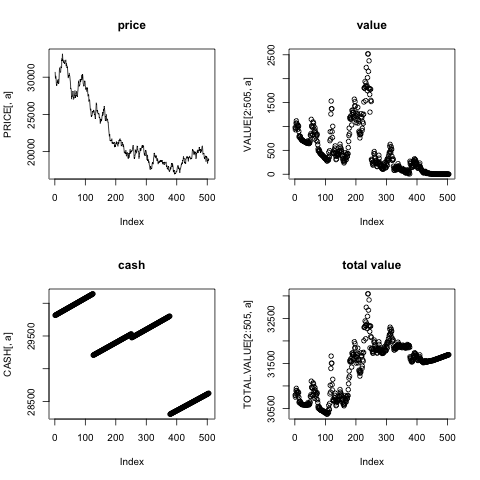 price
PRICE[, a]
20000 25000 30000
0 100 200 300 400 500
Index
value
VALUE[2:505, a]
0 500 1500 2500
0 100 200 300 400 500
Index
cash
CASH[, a]
28500 29500
0 100 200 300 400 500
Index
total value
TOTAL.VALUE[2:505, a]
30500 31500 32500
0 100 200 300 400 500
Index